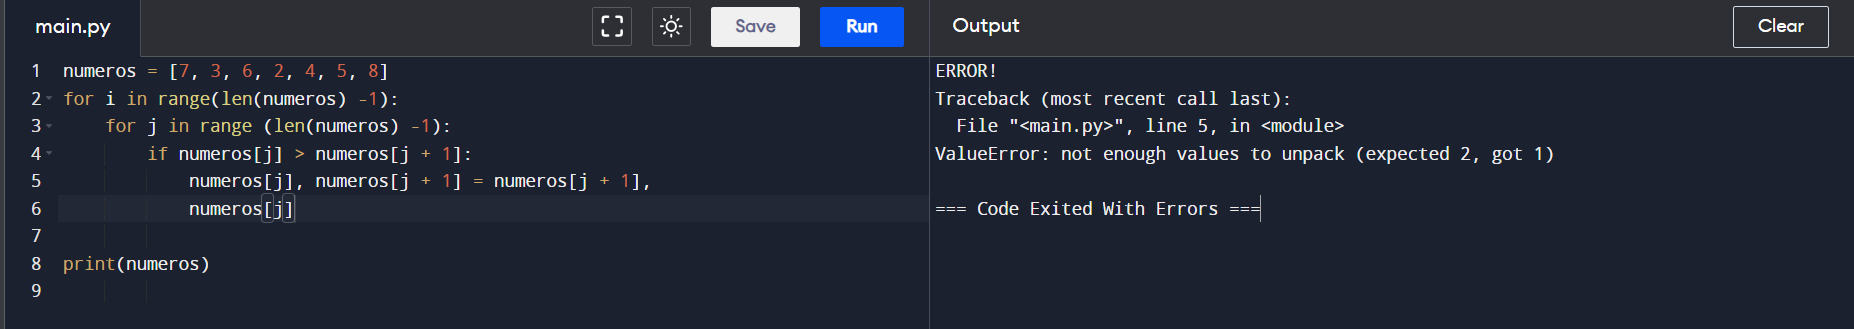 main.py Save Run
1 numeros = [7, 3, 6, 2, 4, 5, 8]
2 for i in range(len(numeros) -1):
3     for j in range (len(numeros) -1):
4         if numeros[j] > numeros[j + 1]:
5             numeros[j], numeros[j + 1] = numeros[j + 1],
6             numeros[j]
7
8 print(numeros)
9
Output Clear
ERROR!
Traceback (most recent call last):
  File "<main.py>", line 5, in <module>
ValueError: not enough values to unpack (expected 2, got 1)
=== Code Exited With Errors ===